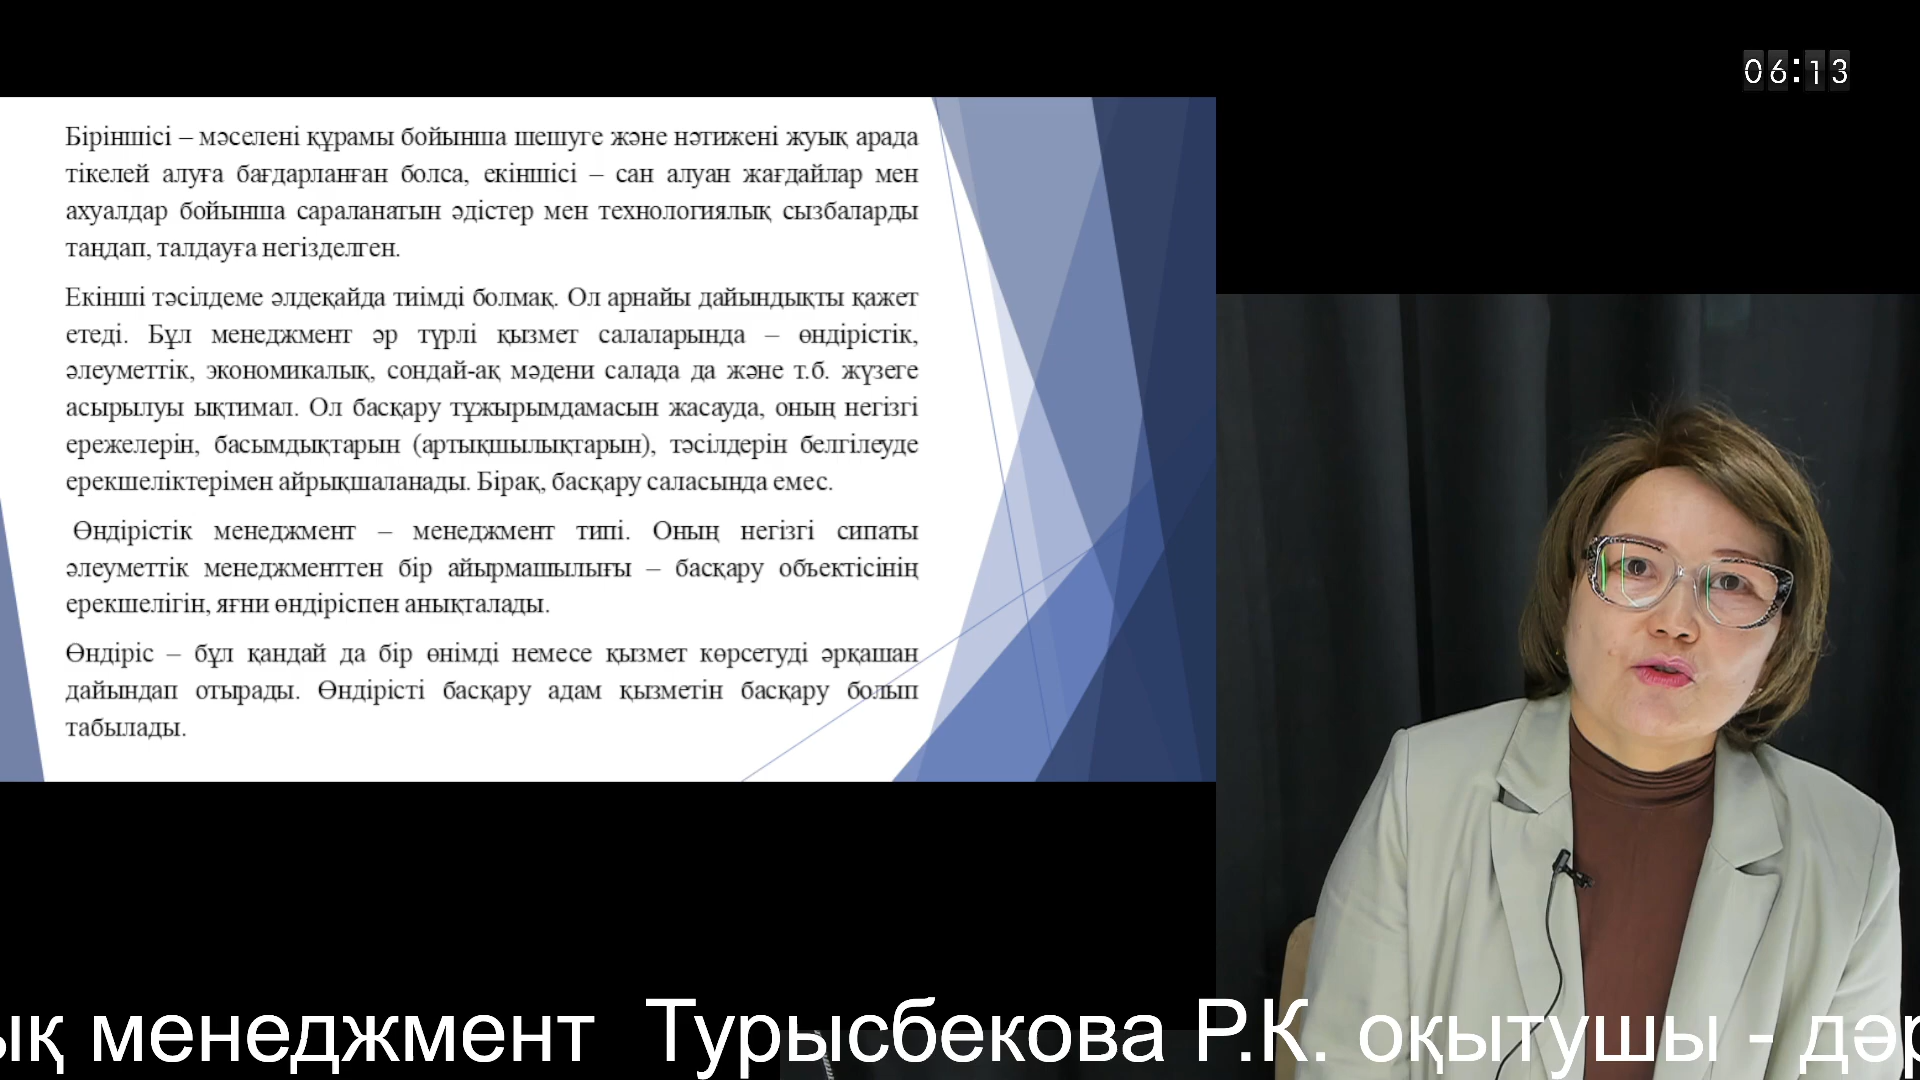 06:13
Біріншісі – мәселені құрамы бойынша шешуге және нәтижені жуық арада
тікелей алуға бағдарланған болса, екіншісі – сан алуан жағдайлар мен
ахуалдар бойынша сараланатын әдістер мен технологиялық сызбаларды
таңдап, талдауға негізделген.
Екінші тәсілдеме әлдеқайда тиімді болмақ. Ол арнайы дайындықты қажет
етеді. Бұл менеджмент әр түрлі қызмет салаларында – өндірістік,
әлеуметтік, экономикалық, сондай-ақ мәдени салада да және т.б. жүзеге
асырылуы ықтимал. Ол басқару тұжырымдамасын жасауда, оның негізгі
ережелерін, басымдықтарын (артықшылықтарын), тәсілдерін белгілеуде
ерекшеліктерімен айрықшаланады. Бірақ, басқару саласында емес.
Өндірістік менеджмент – менеджмент типі. Оның негізгі сипаты
әлеуметтік менеджменттен бір айырмашылығы – басқару объектісінің
ерекшелігін, яғни өндіріспен анықталады.
Өндіріс – бұл қандай да бір өнімді немесе қызмет көрсетуді әрқашан
дайындап отырады. Өндірісті басқару адам қызметін басқару болып
табылады.
ық менеджмент Турысбекова Р.К. оқытушы - дәр